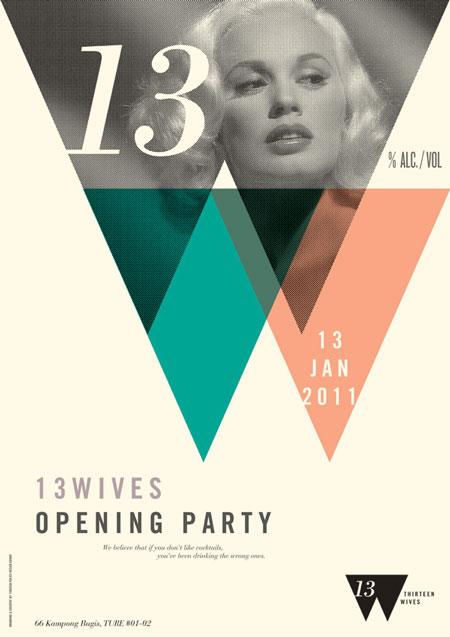 13
% ALC./VOL
13
JAN
2011
13WIVES
OPENING PARTY
We believe that if you don't like cocktails,
you've been drinking the wrong ones.
13
THIRTEEN
WIVES
66 Kampong Bugis, TURE #01-02